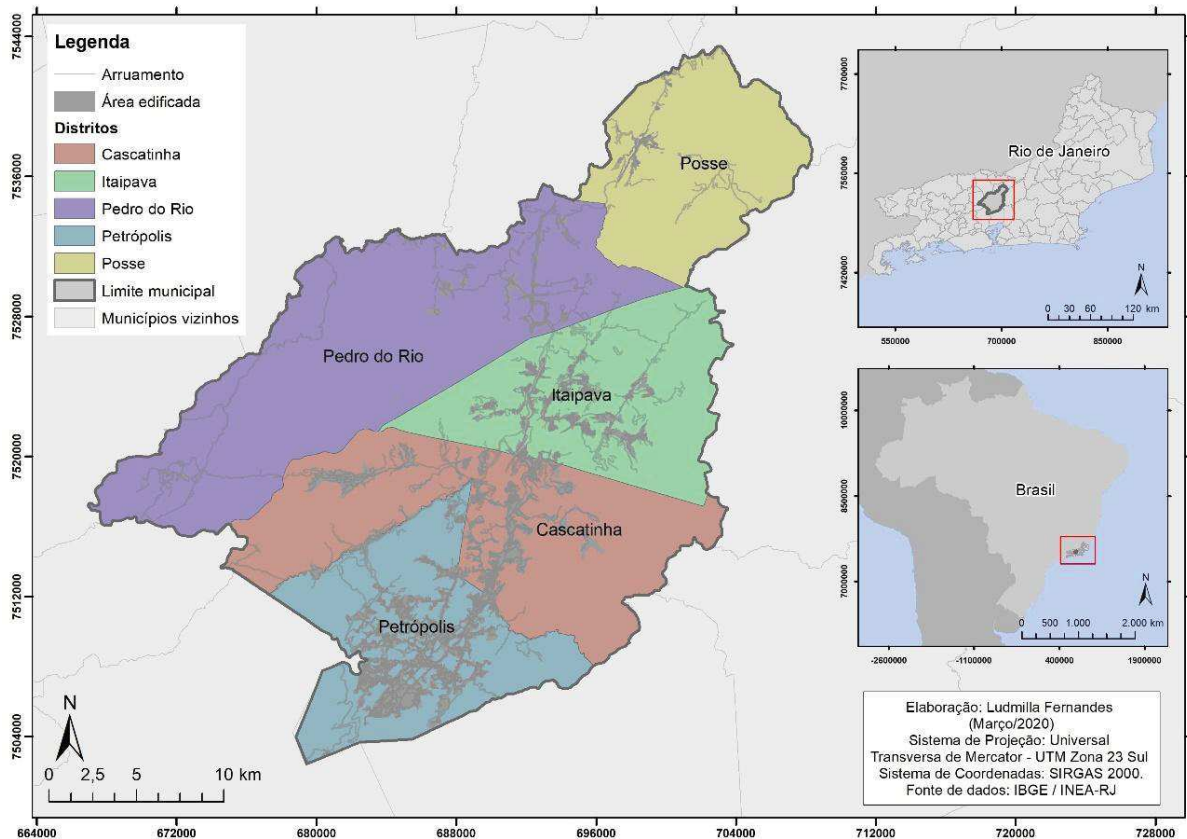 Legenda
Arruamento
Área edificada
Distritos
Cascatinha
Itaipava
Pedro do Rio
Petrópolis
Posse
Limite municipal
Municípios vizinhos
7544000
7536000
7528000
7520000
7512000
7504000
Posse
Pedro do Rio
Itaipava
Cascatinha
Petrópolis
N
0 2,5 5 10 km
664000 672000 680000 688000 696000 704000 712000 720000 728000
7700000
7560000
7420000
Rio de Janeiro
N
0 30 60 120 km
550000 700000 850000
10000000
8500000
7000000
Brasil
N
0 500 1.000 2.000 km
-2600000 -1100000 400000 1900000
Elaboração: Ludmilla Fernandes
(Março/2020)
Sistema de Projeção: Universal
Transversa de Mercator - UTM Zona 23 Sul
Sistema de Coordenadas: SIRGAS 2000.
Fonte de dados: IBGE / INEA-RJ